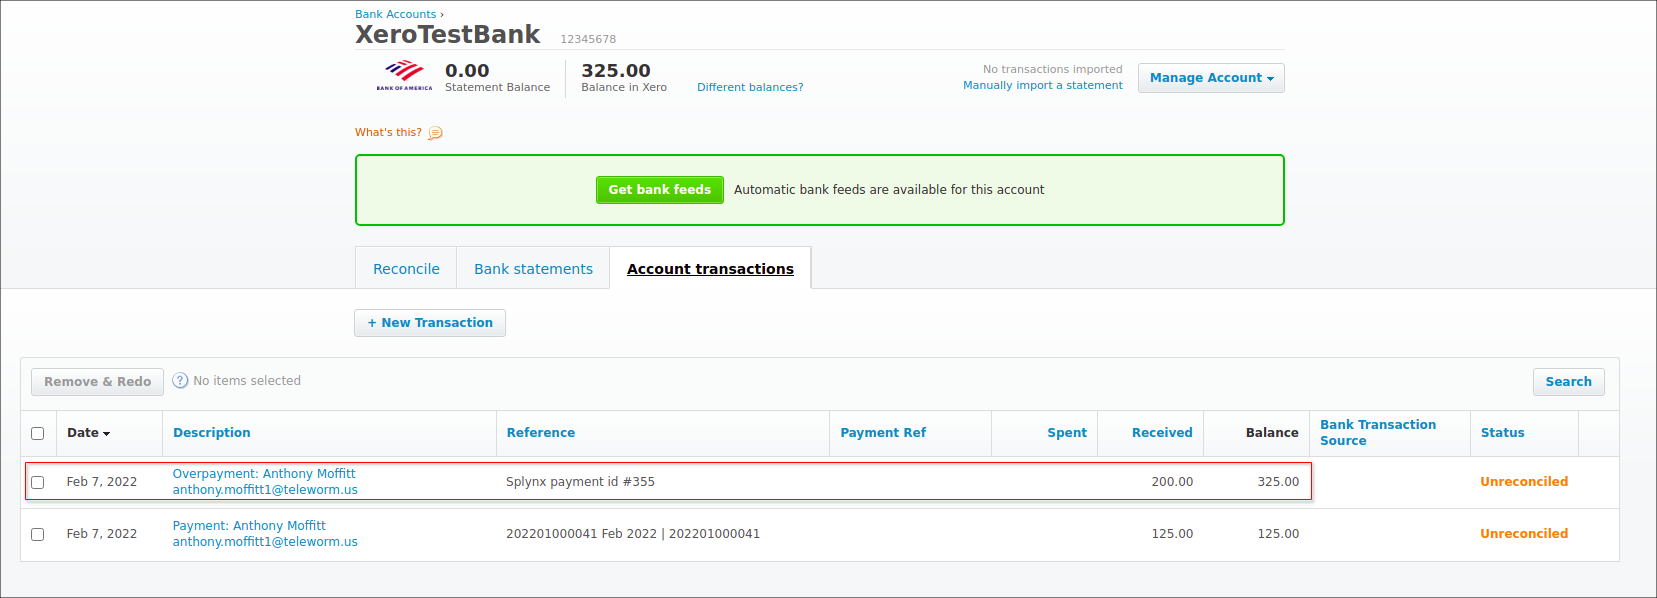 Bank Accounts ›
XeroTestBank 12345678
BANK OF AMERICA
0.00
Statement Balance
325.00
Balance in Xero
Different balances?
No transactions imported
Manually import a statement
Manage Account
What's this?
Get bank feeds Automatic bank feeds are available for this account
Reconcile Bank statements Account transactions
+ New Transaction
Remove & Redo ? No items selected Search
Date Description Reference Payment Ref Spent Received Balance Bank Transaction Source Status
Feb 7, 2022 Overpayment: Anthony Moffitt
anthony.moffitt1@teleworm.us
Splynx payment id #355 200.00 325.00 Unreconciled
Feb 7, 2022 Payment: Anthony Moffitt
anthony.moffitt1@teleworm.us
202201000041 Feb 2022 | 202201000041 125.00 125.00 Unreconciled